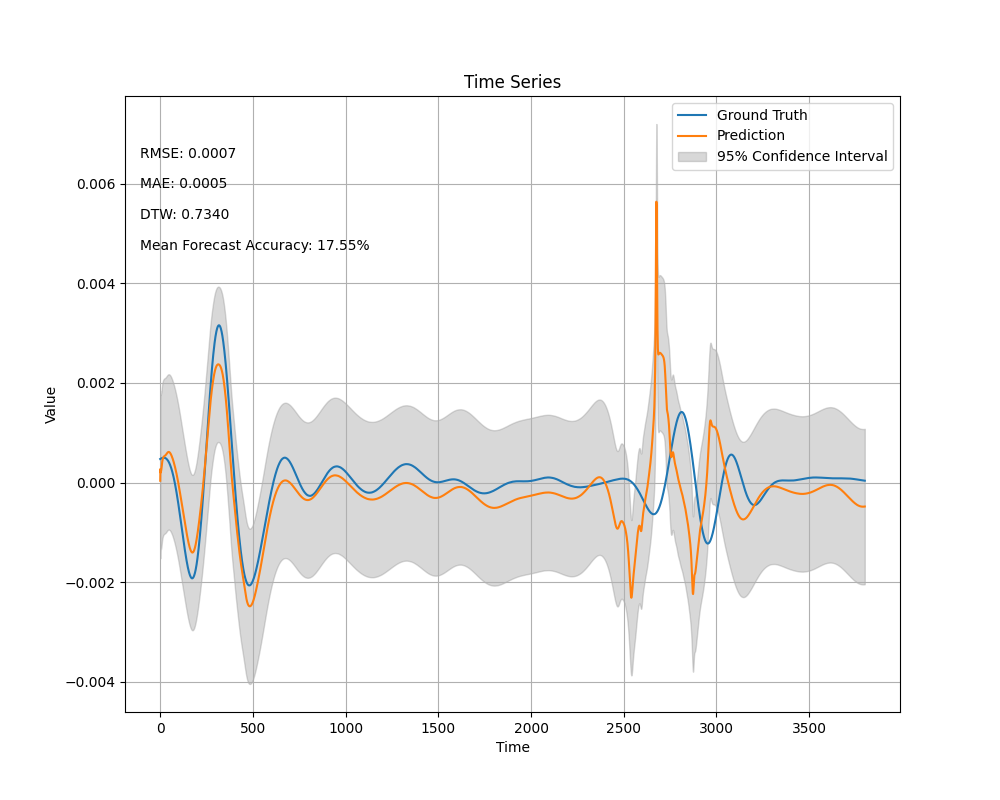 Time Series
Ground Truth
Prediction
95% Confidence Interval
RMSE: 0.0007
MAE: 0.0005
DTW: 0.7340
Mean Forecast Accuracy: 17.55%
Value
0.006
0.004
0.002
0.000
−0.002
−0.004
0 500 1000 1500 2000 2500 3000 3500
Time